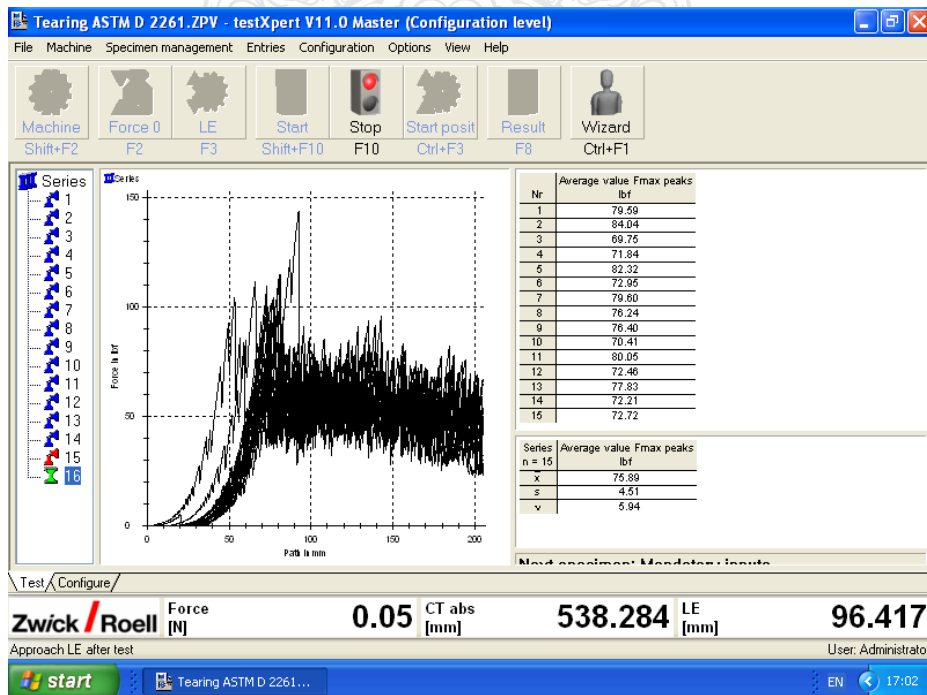 Tearing ASTM D 2261.ZPV - testXpert V11.0 Master (Configuration level)
File Machine Specimen management Entries Configuration Options View Help
Machine Force 0 LE Start Stop Start posit Result Wizard
Shift+F2 F2 F3 Shift+F10 F10 Ctrl+F3 F8 Ctrl+F1
Series
1
2
3
4
5
6
7
8
9
10
11
12
13
14
15
16
Series
Force in lbf
150
100
50
0
0 50 100 150 200
Path in mm
Average value Fmax peaks
Nr lbf
1 79.59
2 84.04
3 69.75
4 71.84
5 82.32
6 72.95
7 79.60
8 76.24
9 76.40
10 70.41
11 80.05
12 72.46
13 77.83
14 72.21
15 72.72
Series Average value Fmax peaks
n = 15 lbf
x̄ 75.89
s 4.51
v 5.94
Next specimen: Mandatory inputs
Test Configure
Zwick / Roell Force [N] 0.05 CT abs [mm] 538.284 LE [mm] 96.417
Approach LE after test User: Administrato
start Tearing ASTM D 2261... EN 17:02